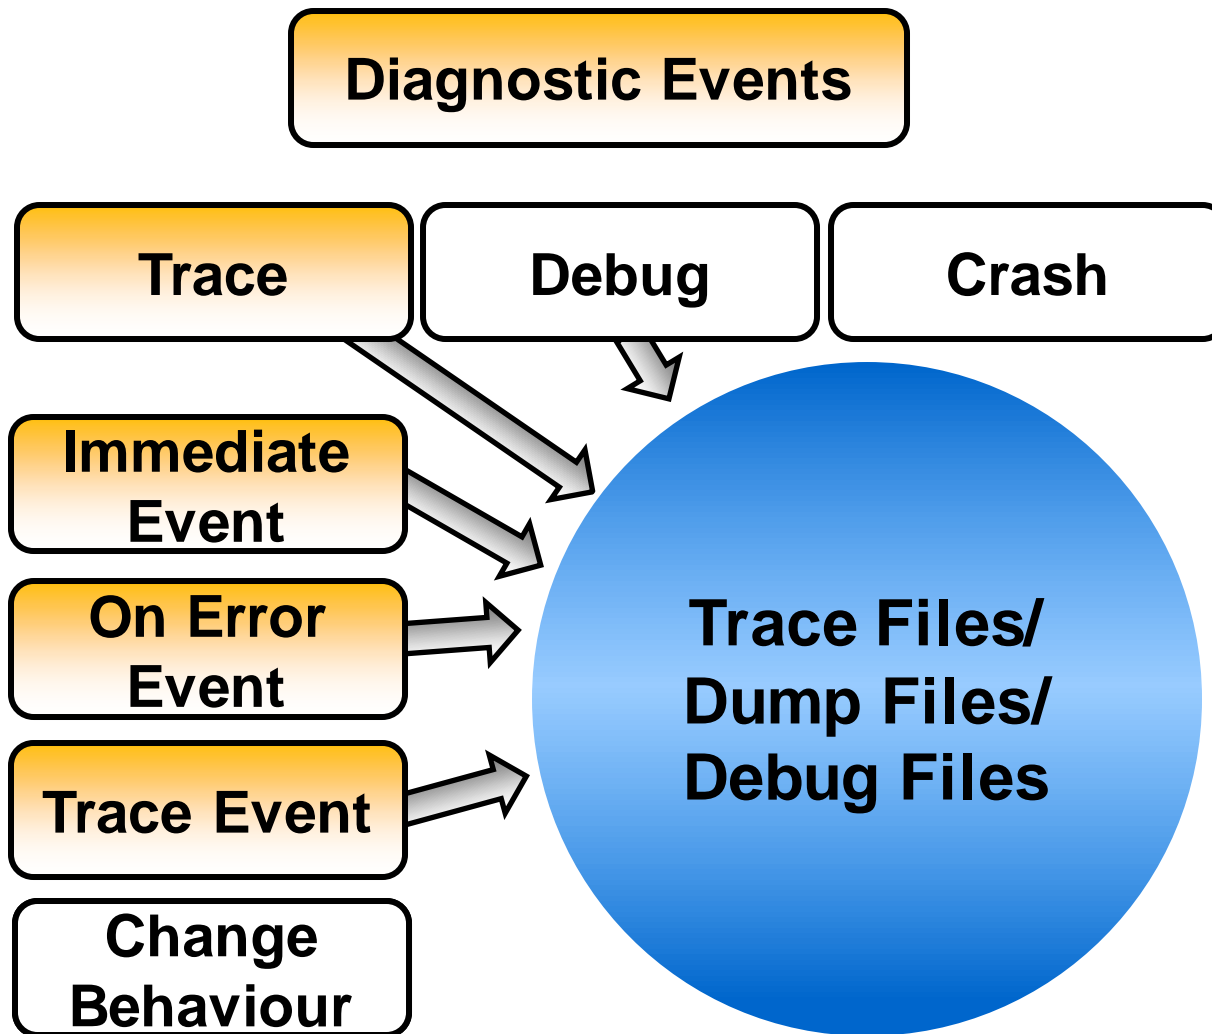 Diagnostic Events
Trace
Debug
Crash
Immediate
Event
On Error
Event
Trace Event
Change
Behaviour
Trace Files/
Dump Files/
Debug Files